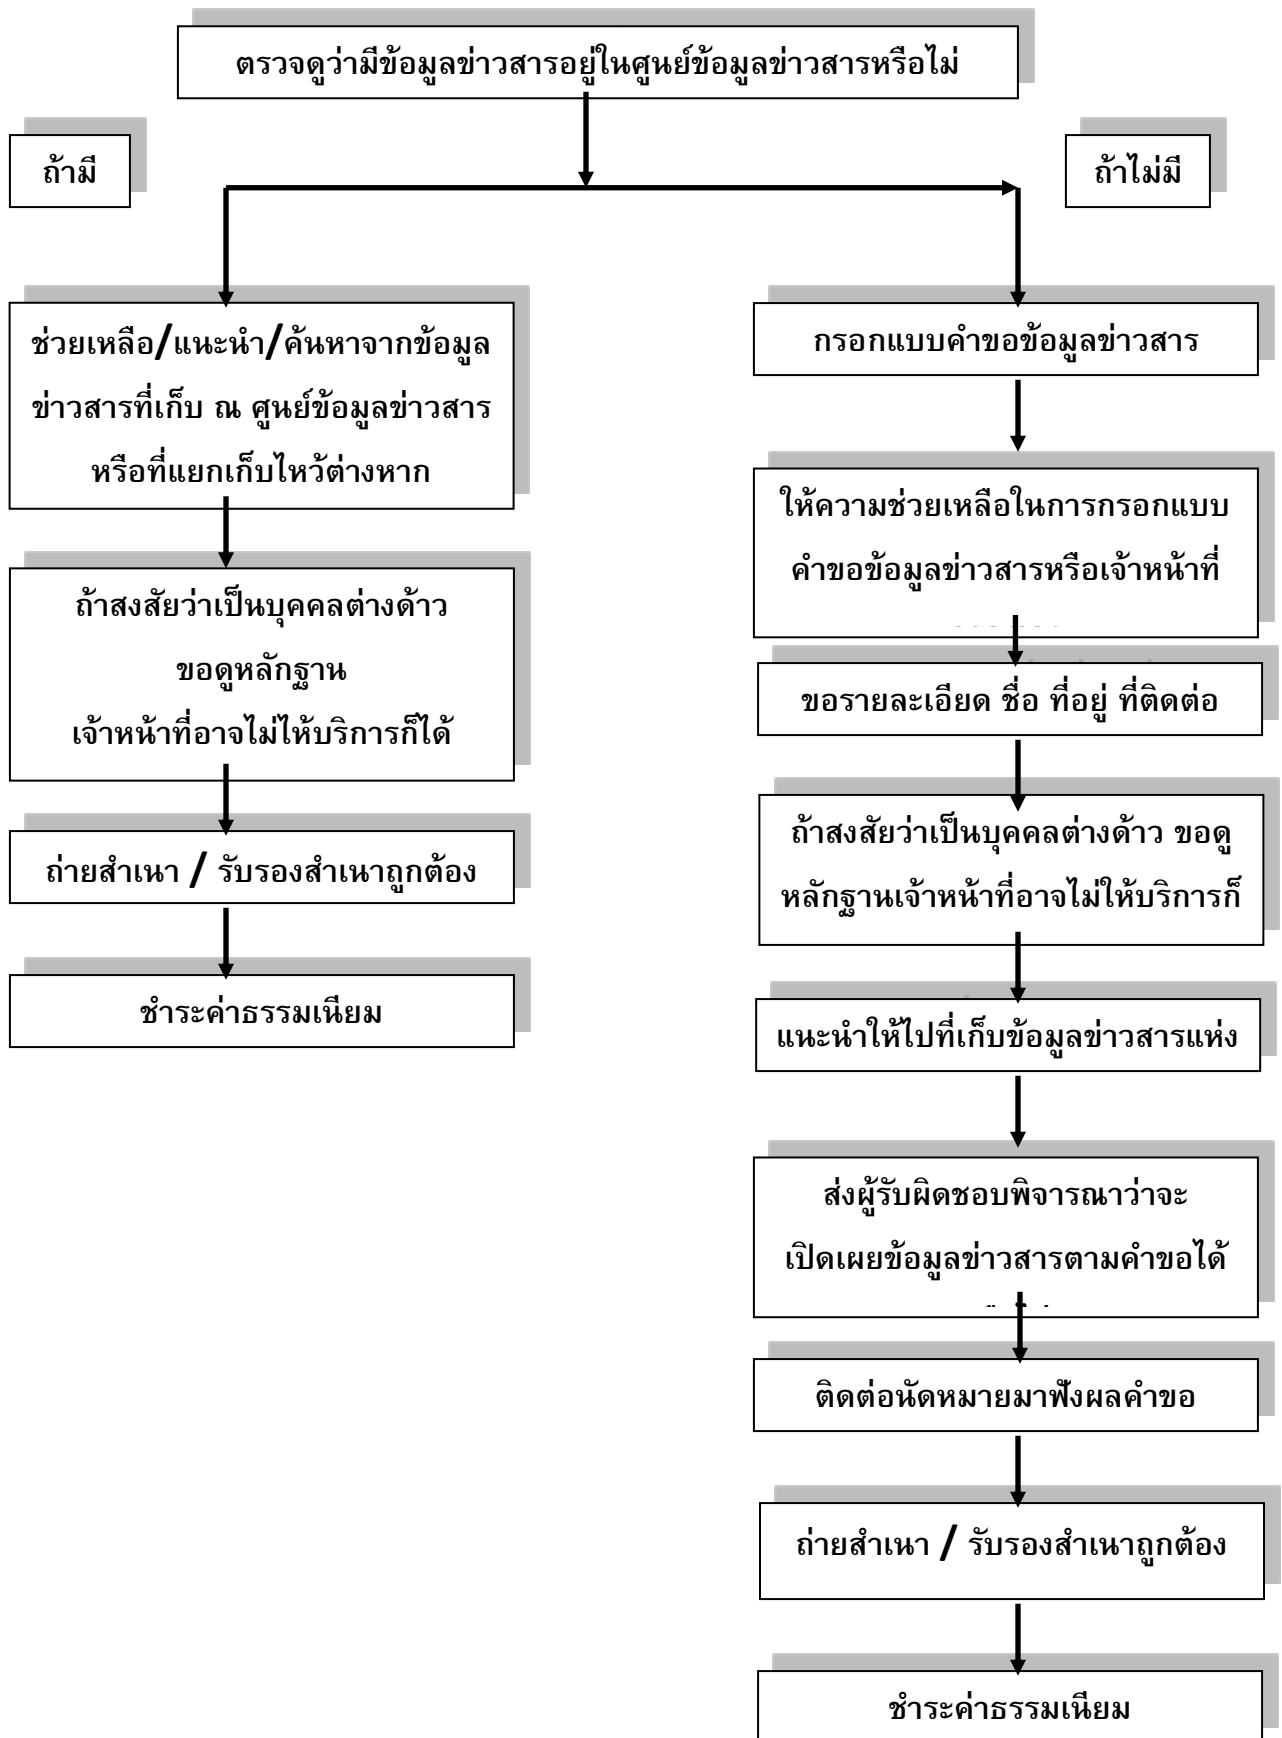 ตรวจดูว่ามีข้อมูลข่าวสารอยู่ในศูนย์ข้อมูลข่าวสารหรือไม่
ถ้ามี
ถ้าไม่มี
ช่วยเหลือ/แนะนำ/ค้นหาจากข้อมูล
ข่าวสารที่เก็บ ณ ศูนย์ข้อมูลข่าวสาร
หรือที่แยกเก็บไหว้ต่างหาก
ถ้าสงสัยว่าเป็นบุคคลต่างด้าว
ขอดูหลักฐาน
เจ้าหน้าที่อาจไม่ไห้บริการก็ได้
ถ่ายสำเนา / รับรองสำเนาถูกต้อง
ชำระค่าธรรมเนียม
กรอกแบบคำขอข้อมูลข่าวสาร
ให้ความช่วยเหลือในการกรอกแบบ
คำขอข้อมูลข่าวสารหรือเจ้าหน้าที่
ขอรายละเอียด ชื่อ ที่อยู่ ที่ติดต่อ
ถ้าสงสัยว่าเป็นบุคคลต่างด้าว ขอดู
หลักฐานเจ้าหน้าที่อาจไม่ให้บริการก็
แนะนำให้ไปที่เก็บข้อมูลข่าวสารแห่ง
ส่งผู้รับผิดชอบพิจารณาว่าจะ
เปิดเผยข้อมูลข่าวสารตามคำขอได้
ติดต่อนัดหมายมาฟังผลคำขอ
ถ่ายสำเนา / รับรองสำเนาถูกต้อง
ชำระค่าธรรมเนียม